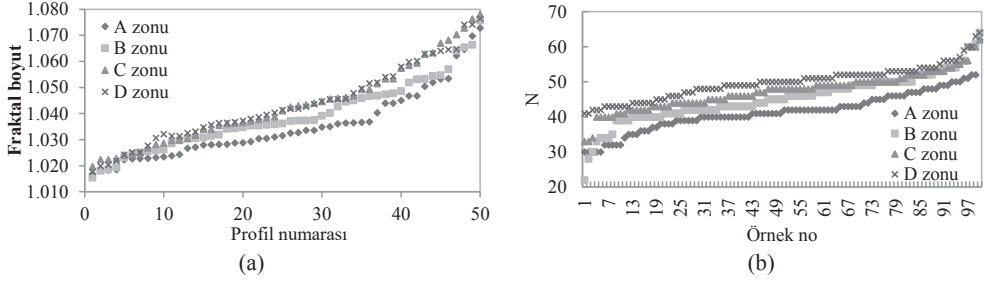 1.080
1.070
1.060
1.050
1.040
1.030
1.020
1.010
Fraktal boyut
A zonu
B zonu
C zonu
D zonu
0 10 20 30 40 50
Profil numarası
(a)
70
60
50
40
30
20
N
A zonu
B zonu
C zonu
D zonu
1 7 13 19 25 31 37 43 49 55 61 67 73 79 85 91 97
Örnek no
(b)